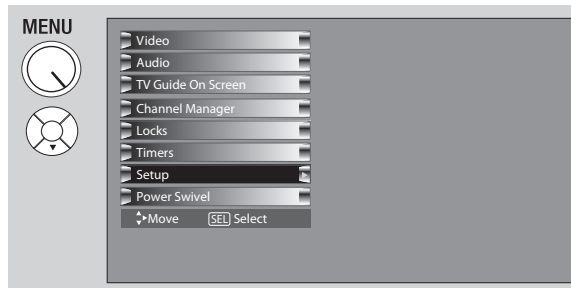 MENU
Video
Audio
TV Guide On Screen
Channel Manager
Locks
Timers
Setup
Power Swivel
Move SEL Select